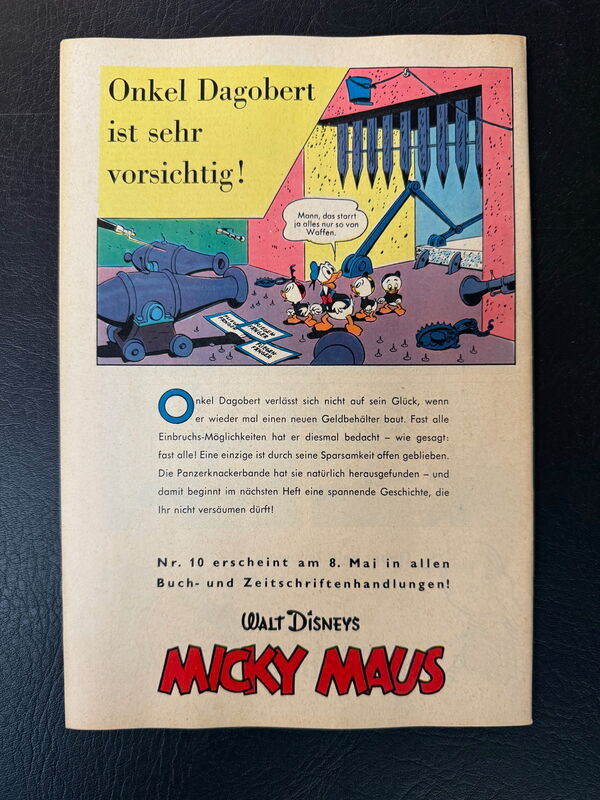 Onkel Dagobert
ist sehr
vorsichtig!
Mann, das starrt
ja alles nur so von
Waffen.
FLIEGEN
FÄNGER
FLIEGEN
FÄNGER
Onkel Dagobert verlässt sich nicht auf sein Glück, wenn
er wieder mal einen neuen Geldbehälter baut. Fast alle
Einbruchs-Möglichkeiten hat er diesmal bedacht – wie gesagt:
fast alle! Eine einzige ist durch seine Sparsamkeit offen geblieben.
Die Panzerknackerbande hat sie natürlich herausgefunden – und
damit beginnt im nächsten Heft eine spannende Geschichte, die
Ihr nicht versäumen dürft!
Nr. 10 erscheint am 8. Mai in allen
Buch- und Zeitschriftenhandlungen!
WALT DISNEYS
MICKY MAUS